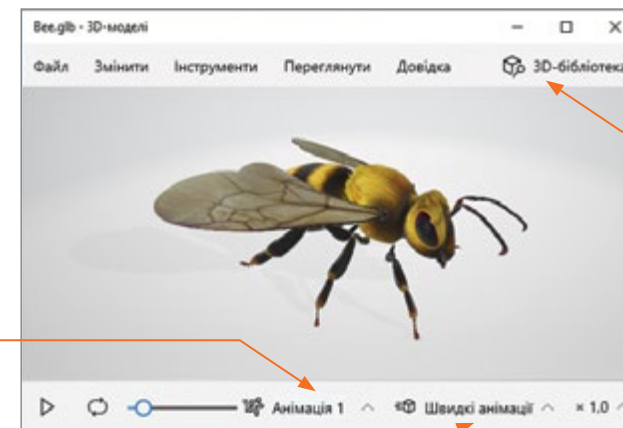 Bee.glb - 3D-моделі
Файл Змінити Інструменти Переглянути Довідка 3D-бібліотека
Анімація 1 Швидкі анімації × 1.0